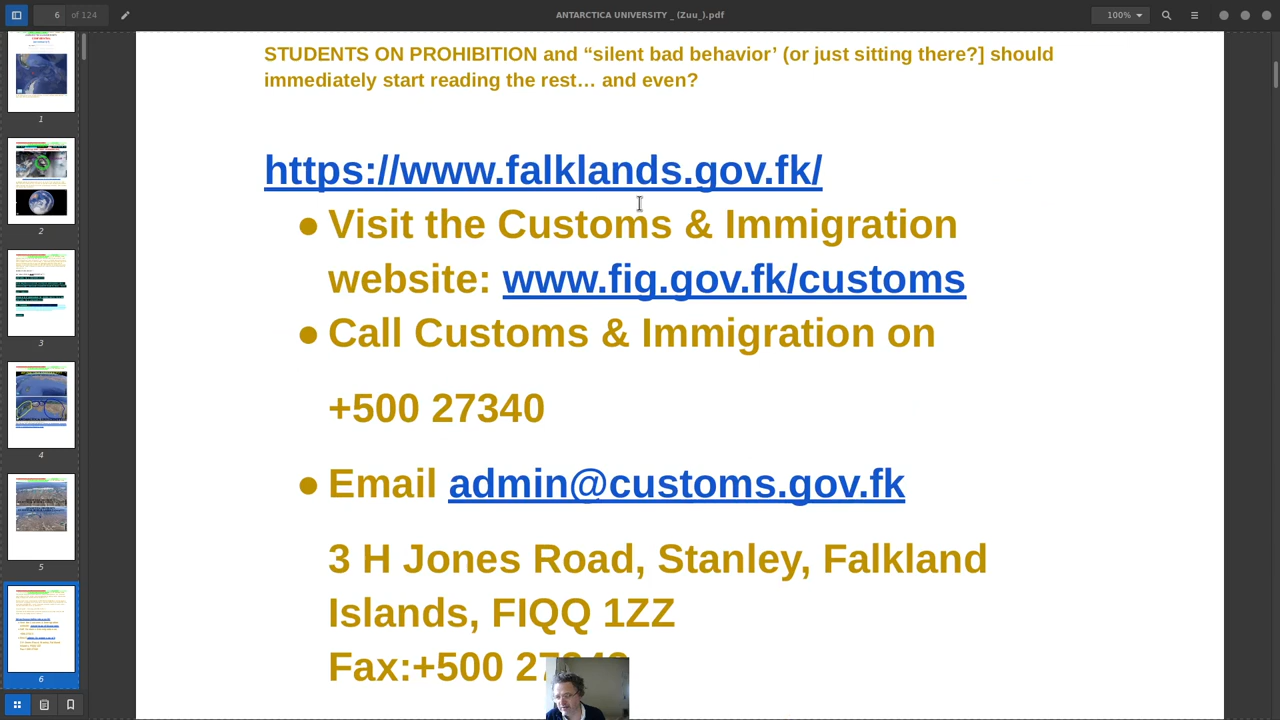 6 of 124
ANTARCTICA UNIVERSITY _ (Zuu_).pdf
100%
STUDENTS ON PROHIBITION and “silent bad behavior’ (or just sitting there?] should
immediately start reading the rest… and even?
https://www.falklands.gov.fk/
● Visit the Customs & Immigration
website: www.fig.gov.fk/customs
● Call Customs & Immigration on
+500 27340
● Email admin@customs.gov.fk
3 H Jones Road, Stanley, Falkland
Islands, FIQQ 1ZZ
Fax:+500
1
2
3
4
5
6